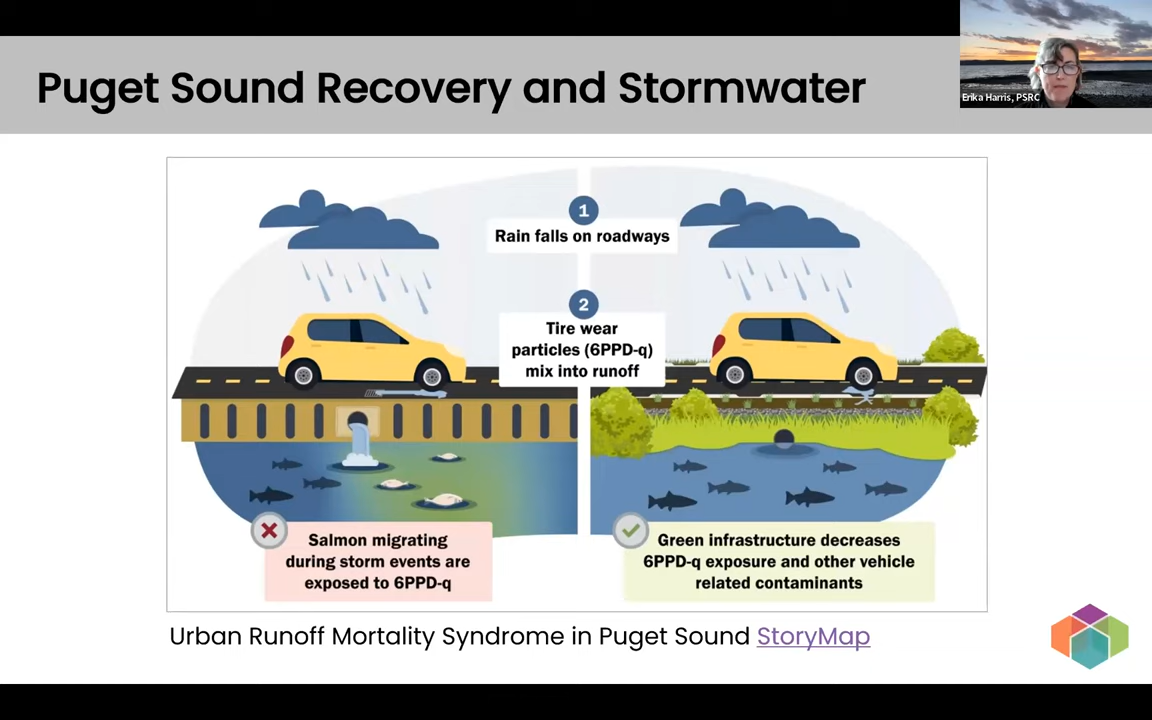 Puget Sound Recovery and Stormwater
Erika Harris, PSRC
1
Rain falls on roadways
2
Tire wear
particles (6PPD-q)
mix into runoff
Salmon migrating
during storm events are
exposed to 6PPD-q
Green infrastructure decreases
6PPD-q exposure and other vehicle
related contaminants
Urban Runoff Mortality Syndrome in Puget Sound StoryMap